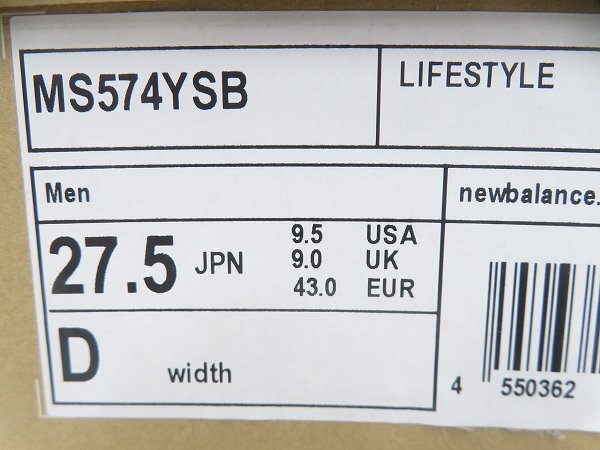 MS574YSB
LIFESTYLE
Men
newbalance.
27.5 JPN
9.5 USA
9.0 UK
43.0 EUR
D width
4 550362